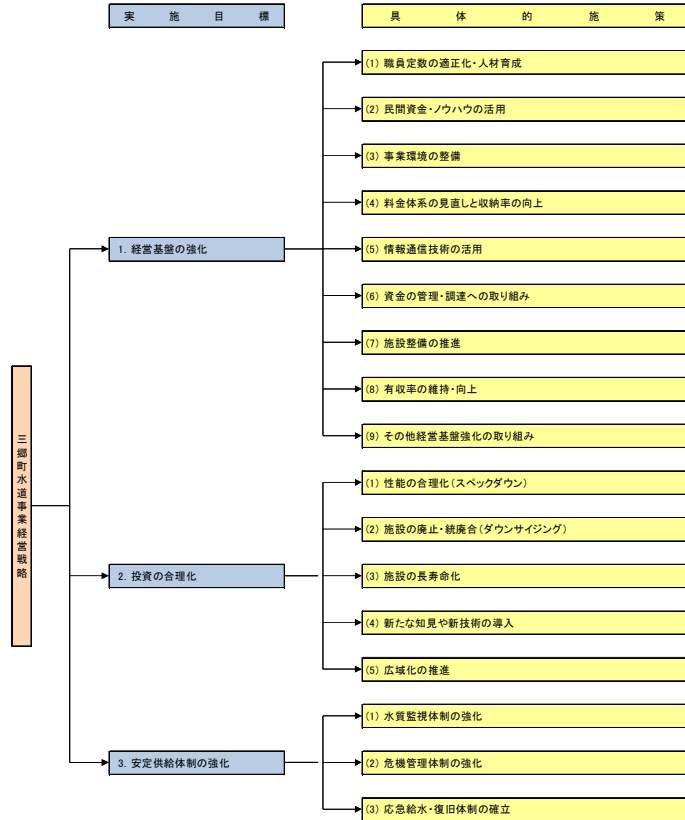 実施目標
具体的施策
三郷町水道事業経営戦略
1. 経営基盤の強化
(1) 職員定数の適正化・人材育成
(2) 民間資金・ノウハウの活用
(3) 事業環境の整備
(4) 料金体系の見直しと収納率の向上
(5) 情報通信技術の活用
(6) 資金の管理・調達への取り組み
(7) 施設整備の推進
(8) 有収率の維持・向上
(9) その他経営基盤強化の取り組み
2. 投資の合理化
(1) 性能の合理化（スペックダウン）
(2) 施設の廃止・統廃合（ダウンサイジング）
(3) 施設の長寿命化
(4) 新たな知見や新技術の導入
(5) 広域化の推進
3. 安定供給体制の強化
(1) 水質監視体制の強化
(2) 危機管理体制の強化
(3) 応急給水・復旧体制の確立